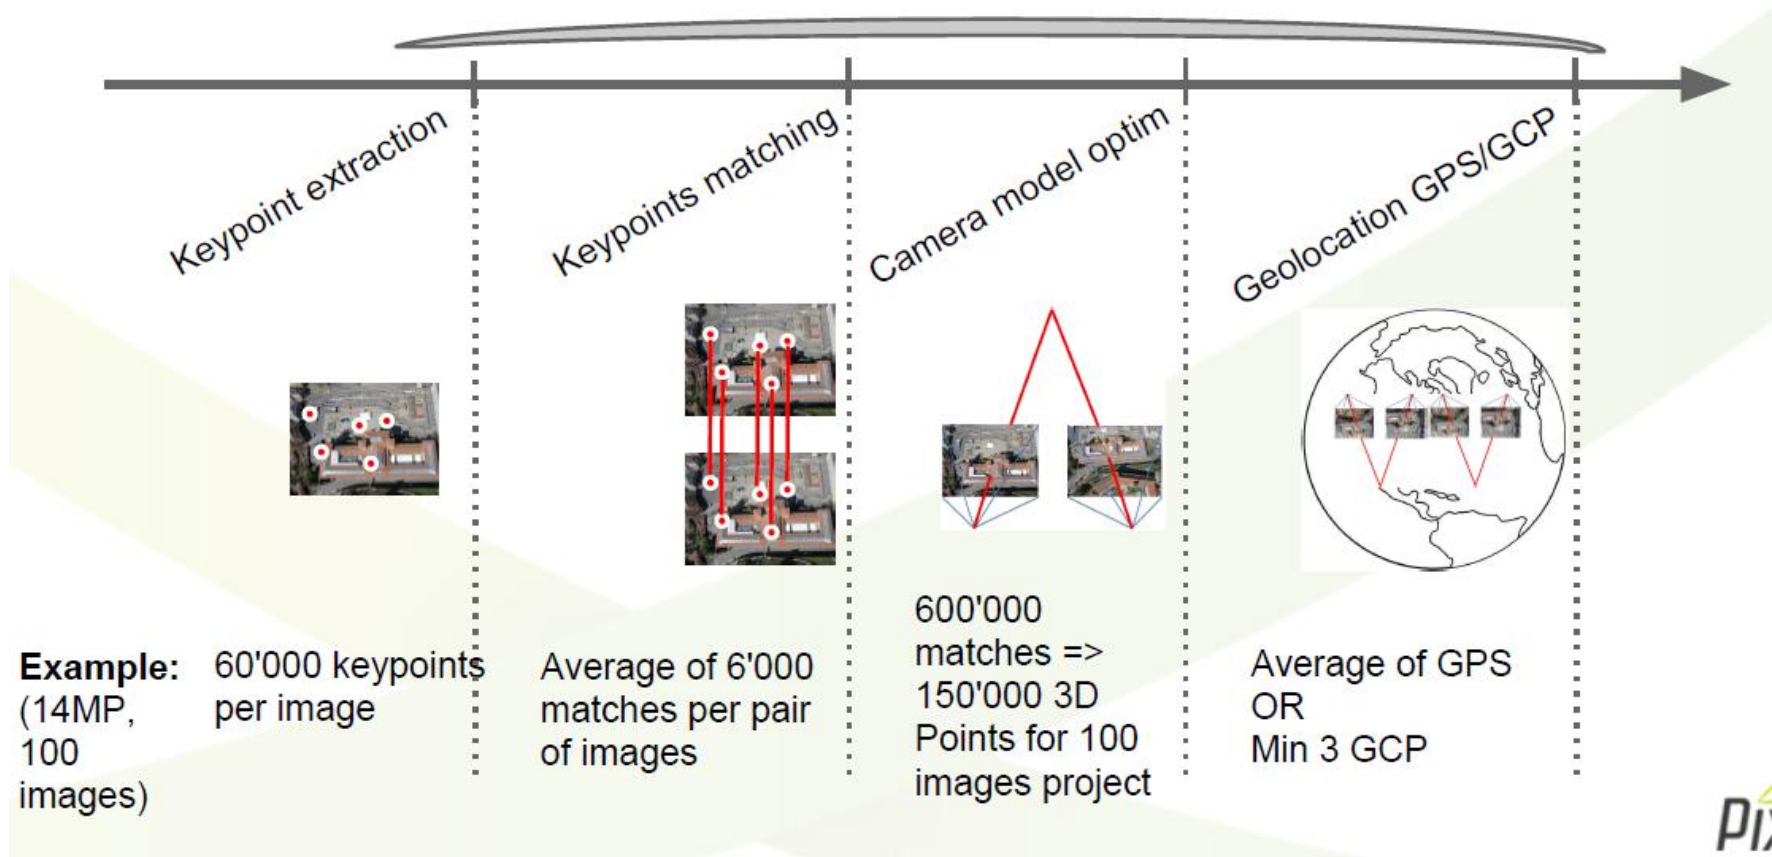 Keypoint extraction
Keypoints matching
Camera model optim
Geolocation GPS/GCP
Example:
(14MP,
100
images)
60'000 keypoints
per image
Average of 6'000
matches per pair
of images
600'000
matches =>
150'000 3D
Points for 100
images project
Average of GPS
OR
Min 3 GCP